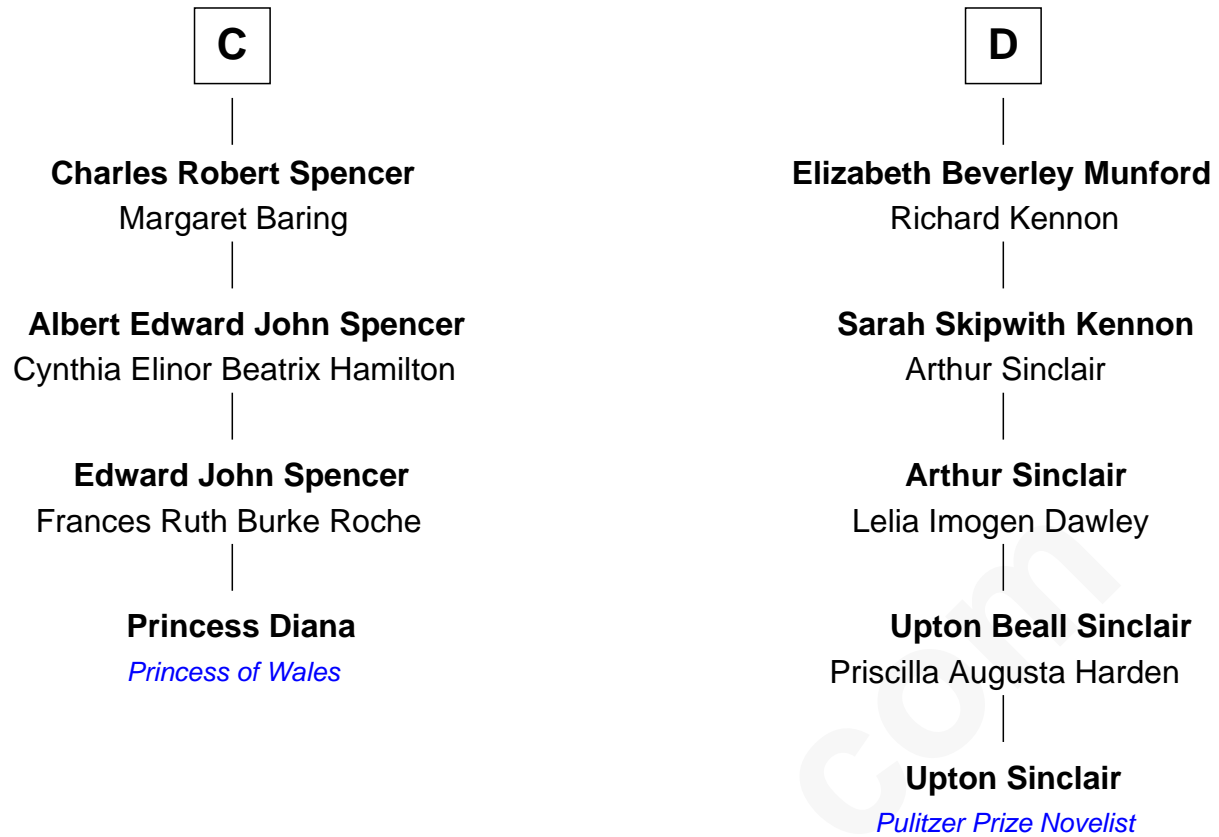 C
Charles Robert Spencer
Margaret Baring
Albert Edward John Spencer
Cynthia Elinor Beatrix Hamilton
Edward John Spencer
Frances Ruth Burke Roche
Princess Diana
Princess of Wales
D
Elizabeth Beverley Munford
Richard Kennon
Sarah Skipwith Kennon
Arthur Sinclair
Arthur Sinclair
Lelia Imogen Dawley
Upton Beall Sinclair
Priscilla Augusta Harden
Upton Sinclair
Pulitzer Prize Novelist
com